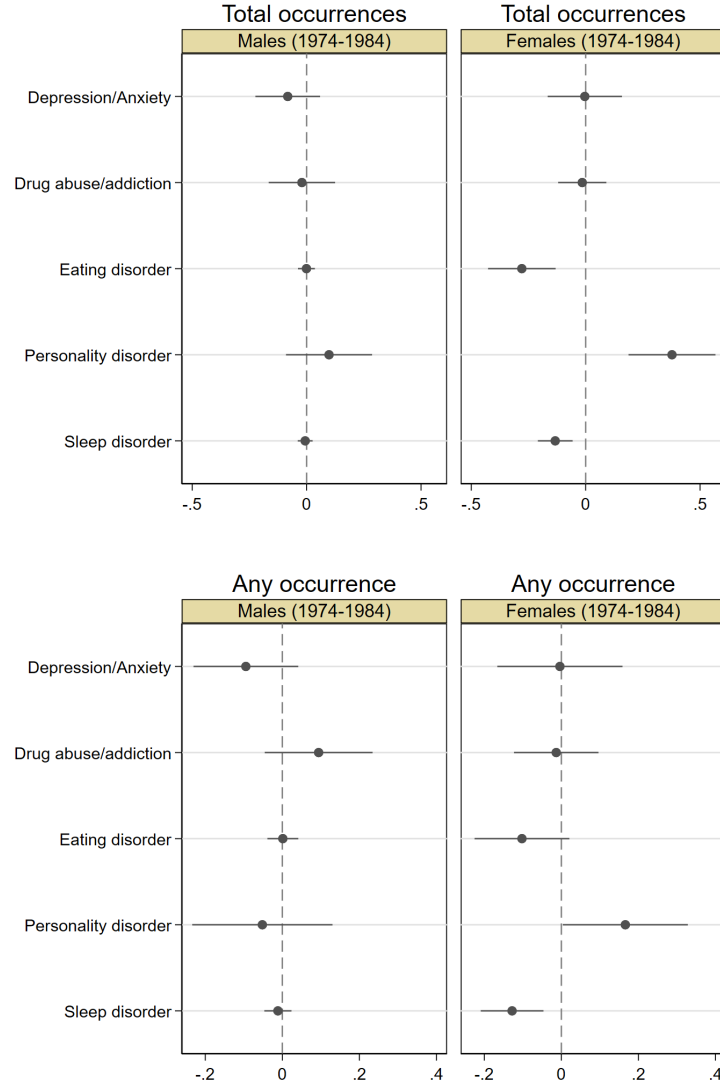 Total occurrences
Total occurrences
Males (1974-1984)
Females (1974-1984)
Depression/Anxiety
Drug abuse/addiction
Eating disorder
Personality disorder
Sleep disorder
-.5 0 .5
-.5 0 .5
Any occurrence
Any occurrence
Males (1974-1984)
Females (1974-1984)
Depression/Anxiety
Drug abuse/addiction
Eating disorder
Personality disorder
Sleep disorder
-.2 0 .2 .4
-.2 0 .2 .4